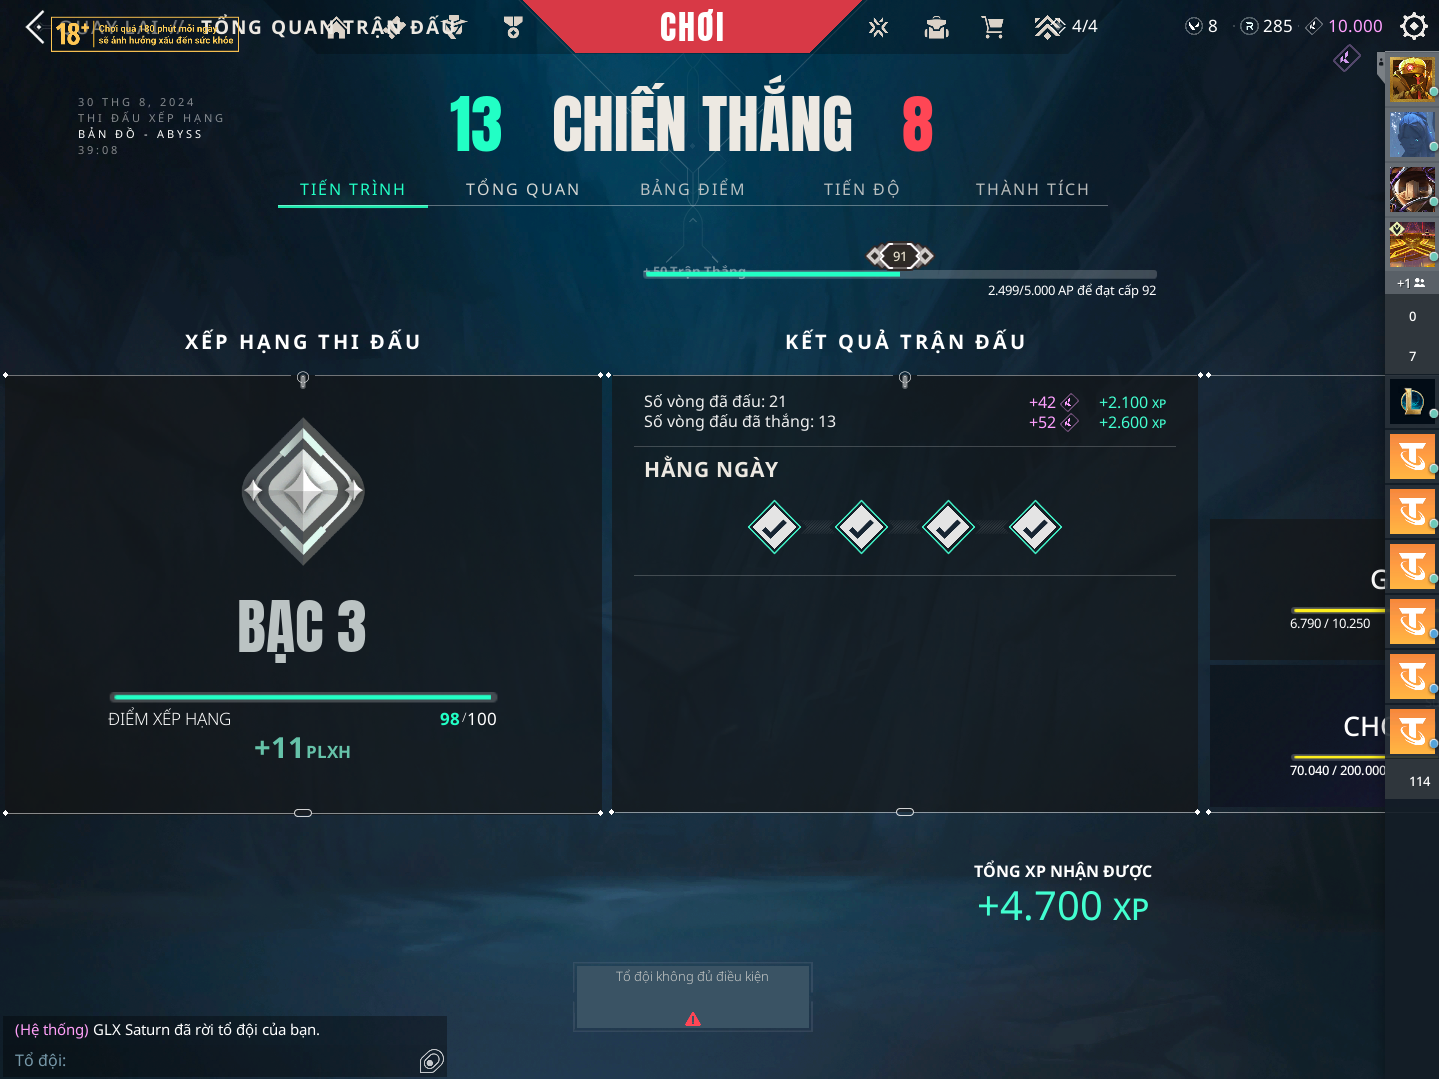 QUAY LẠI // TỔNG QUAN TRẬN ĐẤU
18+ Chơi quá 180 phút mỗi ngày
sẽ ảnh hưởng xấu đến sức khỏe
CHƠI
4/4
8
285
10.000
30 THG 8, 2024
THI ĐẤU XẾP HẠNG
BẢN ĐỒ - ABYSS
39:08
13 CHIẾN THẮNG 8
TIẾN TRÌNH
TỔNG QUAN
BẢNG ĐIỂM
TIẾN ĐỘ
THÀNH TÍCH
91
+50 Trận Thắng
2.499/5.000 AP để đạt cấp 92
+1
0
7
XẾP HẠNG THI ĐẤU
BẠC 3
ĐIỂM XẾP HẠNG 98/100
+11 PLXH
KẾT QUẢ TRẬN ĐẤU
Số vòng đã đấu: 21 +42 +2.100 XP
Số vòng đấu đã thắng: 13 +52 +2.600 XP
HẰNG NGÀY
6.790 / 10.250
70.040 / 200.000
114
TỔNG XP NHẬN ĐƯỢC
+4.700 XP
Tổ đội không đủ điều kiện
(Hệ thống) GLX Saturn đã rời tổ đội của bạn.
Tổ đội: